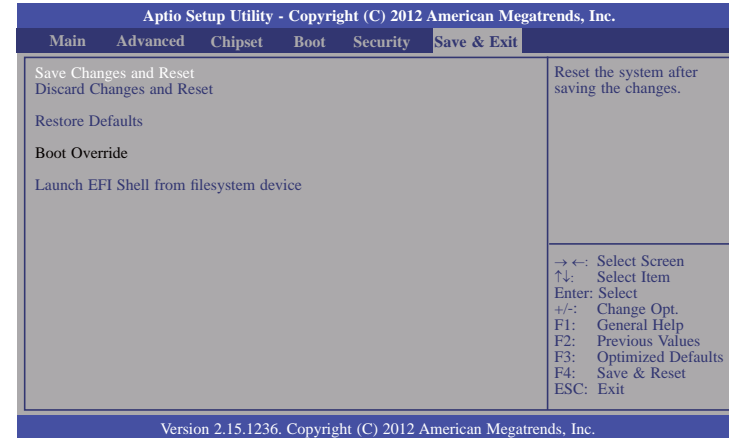 Aptio Setup Utility - Copyright (C) 2012 American Megatrends, Inc.
Main Advanced Chipset Boot Security Save & Exit
Save Changes and Reset
Discard Changes and Reset
Restore Defaults
Boot Override
Launch EFI Shell from filesystem device
Reset the system after
saving the changes.
→ ←: Select Screen
↑↓: Select Item
Enter: Select
+/-: Change Opt.
F1: General Help
F2: Previous Values
F3: Optimized Defaults
F4: Save & Reset
ESC: Exit
Version 2.15.1236. Copyright (C) 2012 American Megatrends, Inc.